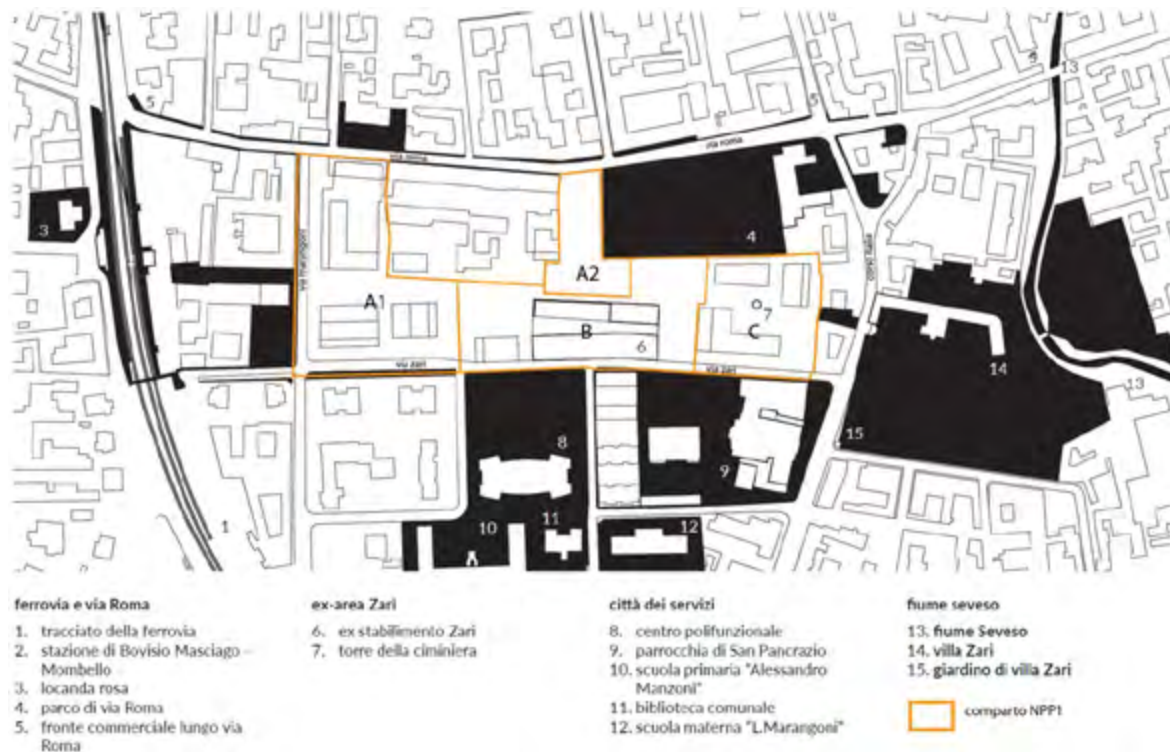 5
13
5
via roma
via roma
3
4
corso italia
via marangoni
A2
A1
7
B
C
6
via zari
via zari
14
13
15
8
9
1
10
11
12
ferrovia e via Roma
1. tracciato della ferrovia
2. stazione di Bovisio Masciago –
Mombello
3. locanda rosa
4. parco di via Roma
5. fronte commerciale lungo via
Roma
ex-area Zari
6. ex stabilimento Zari
7. torre della ciminiera
città dei servizi
8. centro polifunzionale
9. parrocchia di San Pancrazio
10. scuola primaria "Alessandro
Manzoni"
11. biblioteca comunale
12. scuola materna "L.Marangoni"
fiume seveso
13. fiume Seveso
14. villa Zari
15. giardino di villa Zari
comparto NPP1